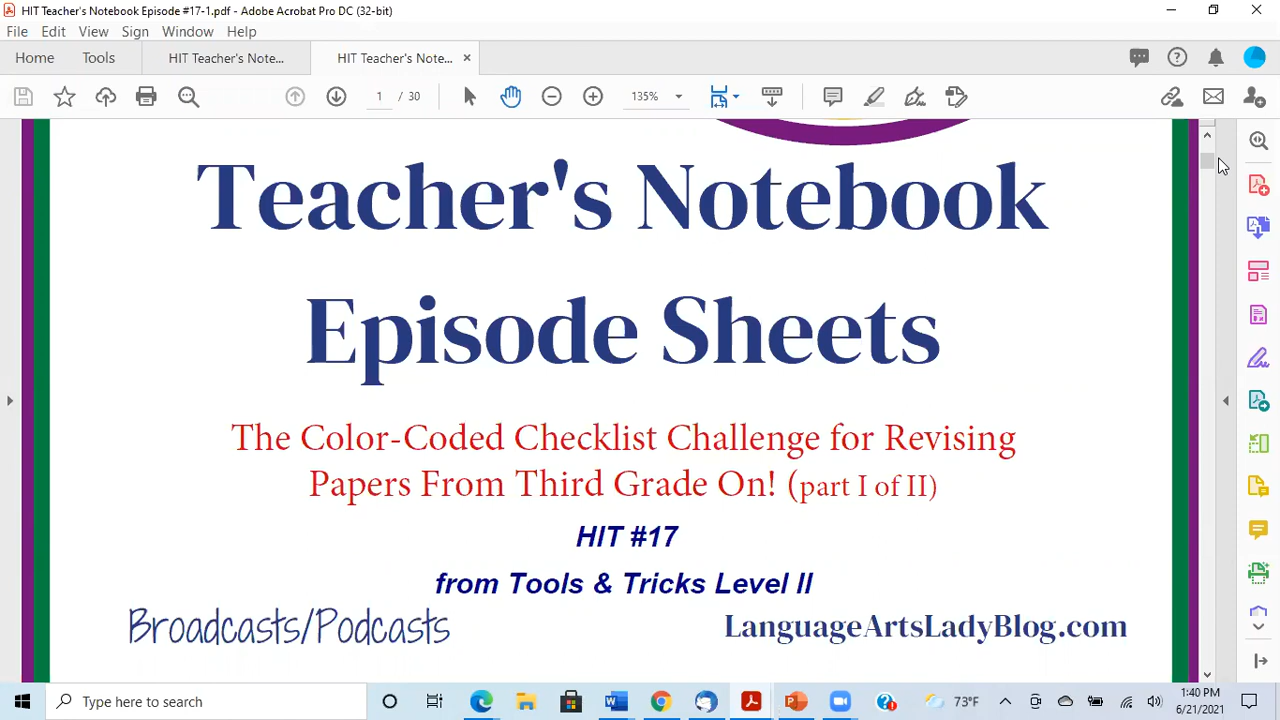 HIT Teacher's Notebook Episode #17-1.pdf - Adobe Acrobat Pro DC (32-bit)
File Edit View Sign Window Help
Home Tools HIT Teacher's Note... HIT Teacher's Note... ×
1 / 30 135%
Teacher's Notebook
Episode Sheets
The Color-Coded Checklist Challenge for Revising
Papers From Third Grade On! (part I of II)
HIT #17
from Tools & Tricks Level II
Broadcasts/Podcasts LanguageArtsLadyBlog.com
Type here to search 73°F 1:40 PM
6/21/2021